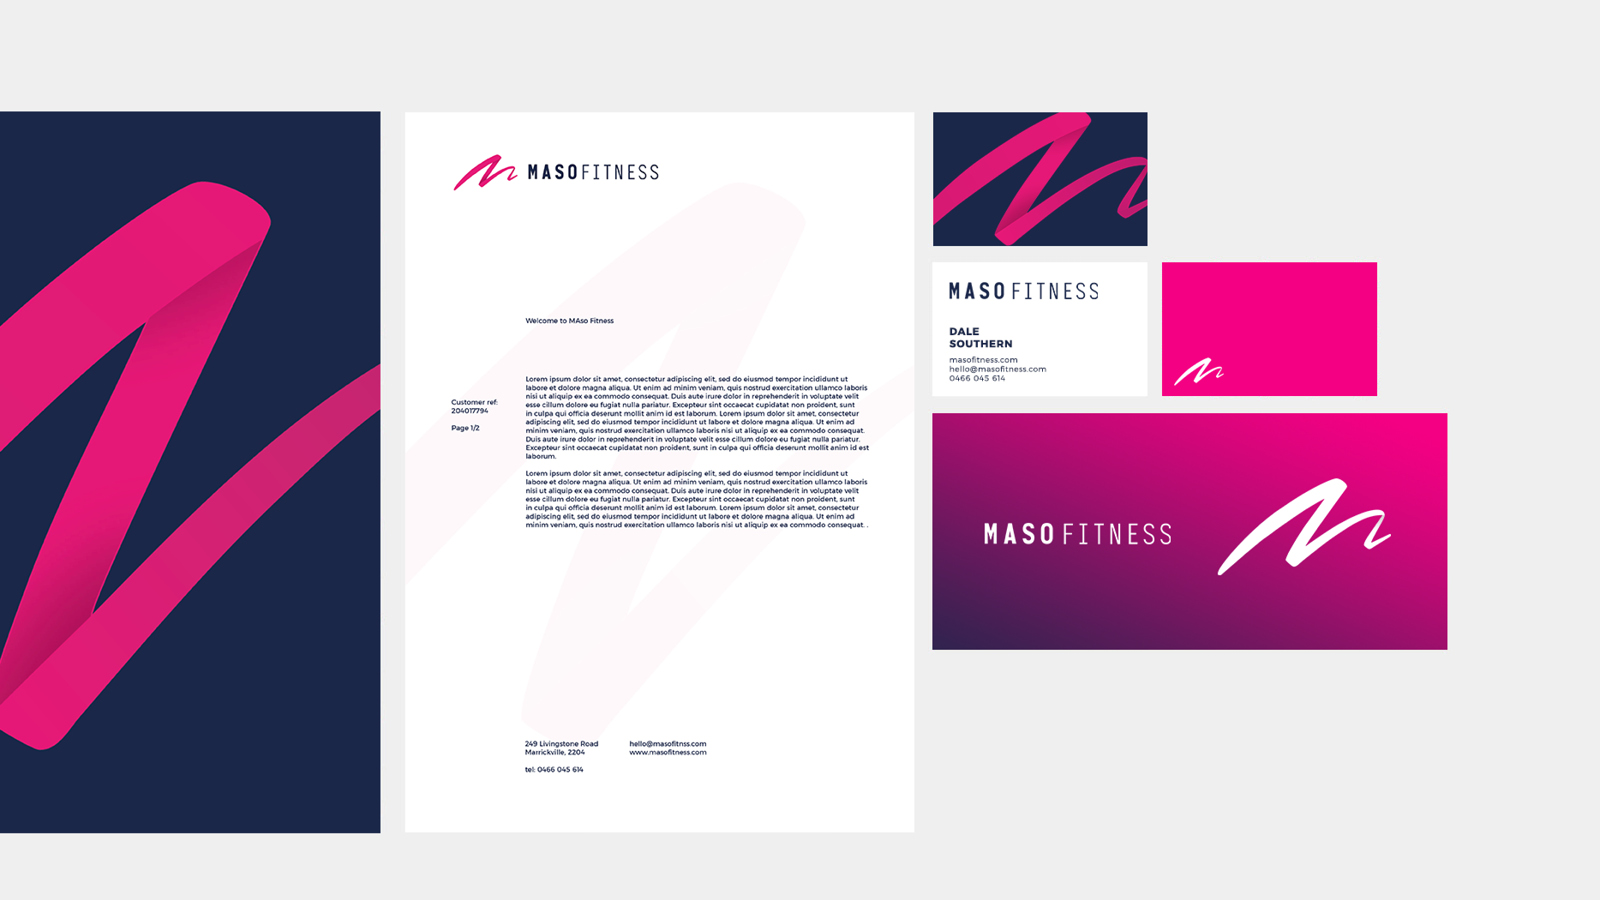 MASOFITNESS
Welcome to MAso Fitness
Customer ref:
204017794
Page 1/2
Lorem ipsum dolor sit amet, consectetur adipiscing elit, sed do eiusmod tempor incididunt ut
labore et dolore magna aliqua. Ut enim ad minim veniam, quis nostrud exercitation ullamco laboris
nisi ut aliquip ex ea commodo consequat. Duis aute irure dolor in reprehenderit in voluptate velit
esse cillum dolore eu fugiat nulla pariatur. Excepteur sint occaecat cupidatat non proident, sunt
in culpa qui officia deserunt mollit anim id est laborum. Lorem ipsum dolor sit amet, consectetur
adipiscing elit, sed do eiusmod tempor incididunt ut labore et dolore magna aliqua. Ut enim ad
minim veniam, quis nostrud exercitation ullamco laboris nisi ut aliquip ex ea commodo consequat.
Duis aute irure dolor in reprehenderit in voluptate velit esse cillum dolore eu fugiat nulla pariatur.
Excepteur sint occaecat cupidatat non proident, sunt in culpa qui officia deserunt mollit anim id est
laborum.
Lorem ipsum dolor sit amet, consectetur adipiscing elit, sed do eiusmod tempor incididunt ut
labore et dolore magna aliqua. Ut enim ad minim veniam, quis nostrud exercitation ullamco laboris
nisi ut aliquip ex ea commodo consequat. Duis aute irure dolor in reprehenderit in voluptate velit
esse cillum dolore eu fugiat nulla pariatur. Excepteur sint occaecat cupidatat non proident, sunt
in culpa qui officia deserunt mollit anim id est laborum. Lorem ipsum dolor sit amet, consectetur
adipiscing elit, sed do eiusmod tempor incididunt ut labore et dolore magna aliqua. Ut enim ad
minim veniam, quis nostrud exercitation ullamco laboris nisi ut aliquip ex ea commodo consequat. .
249 Livingstone Road
Marrickville, 2204
tel: 0466 045 614
hello@masofitnss.com
www.masofitness.com
MASO FITNESS
DALE
SOUTHERN
masofitness.com
hello@masofitness.com
0466 045 614
MASO FITNESS